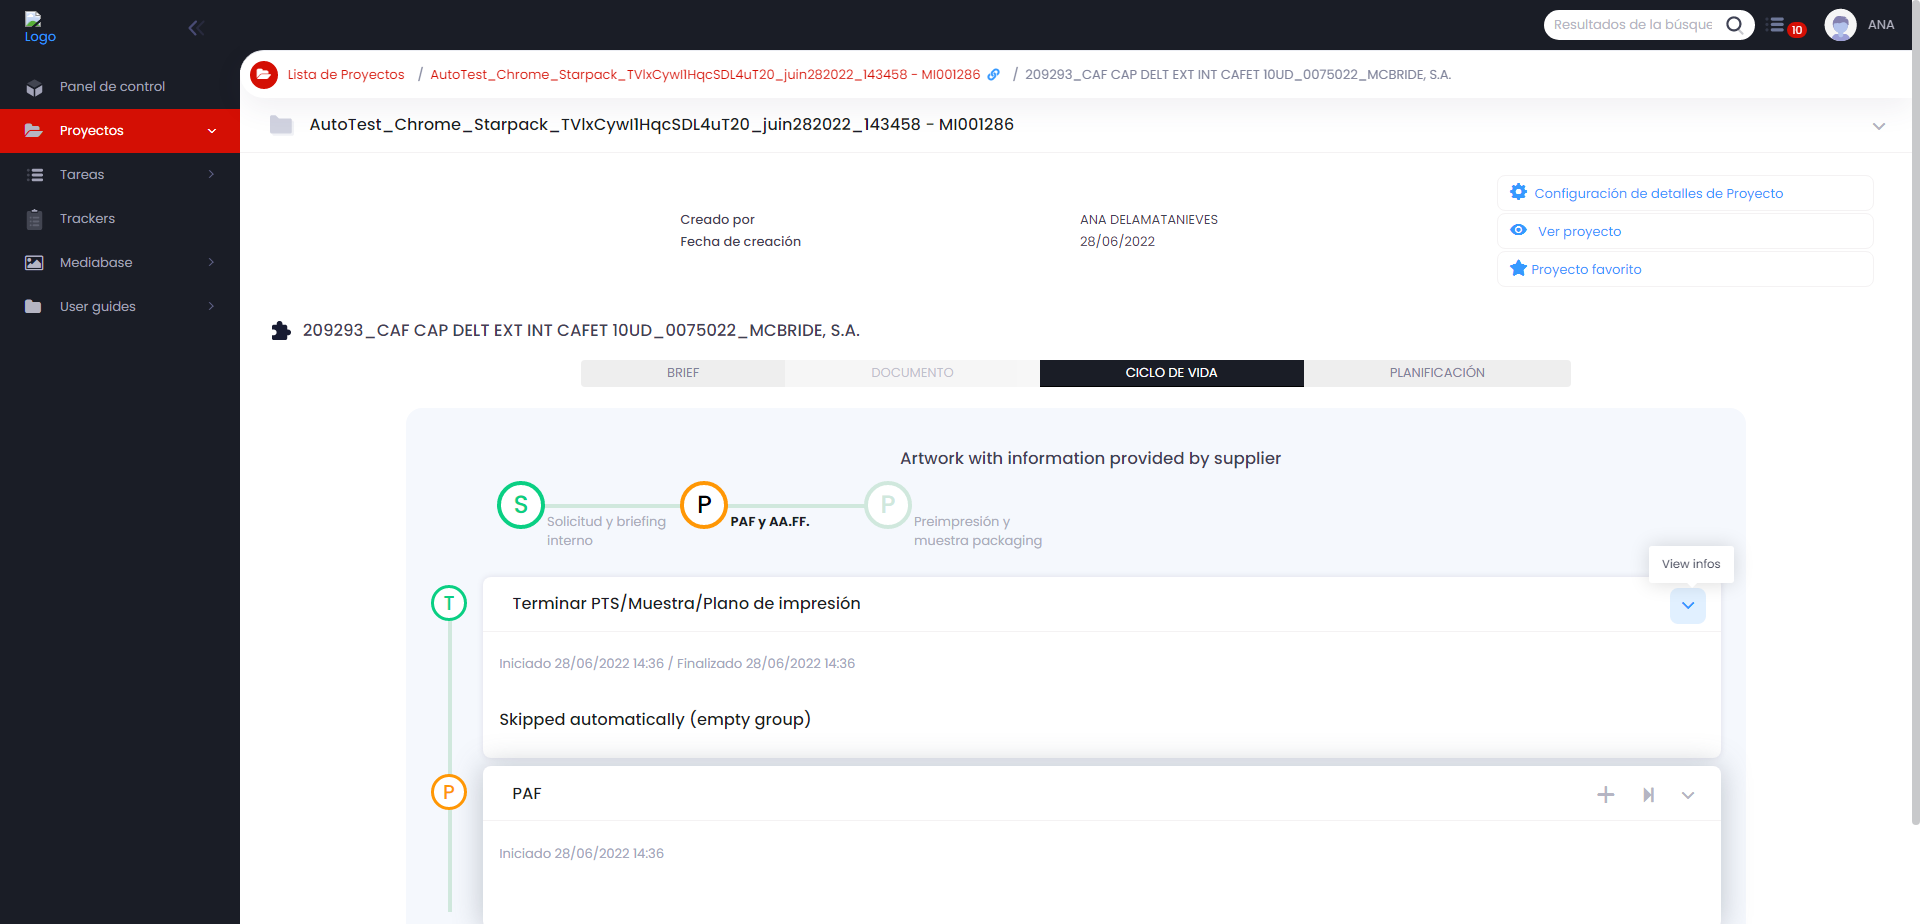 Logo
Resultados de la búsque
10
ANA
Panel de control
Proyectos
Tareas
Trackers
Mediabase
User guides
Lista de Proyectos / AutoTest_Chrome_Starpack_TVlxCywI1HqcSDL4uT20_juin282022_143458 - MI001286 / 209293_CAF CAP DELT EXT INT CAFET 10UD_0075022_MCBRIDE, S.A.
AutoTest_Chrome_Starpack_TVlxCywI1HqcSDL4uT20_juin282022_143458 - MI001286
Creado por ANA DELAMATANIEVES
Fecha de creación 28/06/2022
Configuración de detalles de Proyecto
Ver proyecto
Proyecto favorito
209293_CAF CAP DELT EXT INT CAFET 10UD_0075022_MCBRIDE, S.A.
BRIEF DOCUMENTO CICLO DE VIDA PLANIFICACIÓN
Artwork with information provided by supplier
S
Solicitud y briefing
interno
P
PAF y AA.FF.
P
Preimpresión y
muestra packaging
View infos
T
Terminar PTS/Muestra/Plano de impresión
Iniciado 28/06/2022 14:36 / Finalizado 28/06/2022 14:36
Skipped automatically (empty group)
P
PAF
Iniciado 28/06/2022 14:36